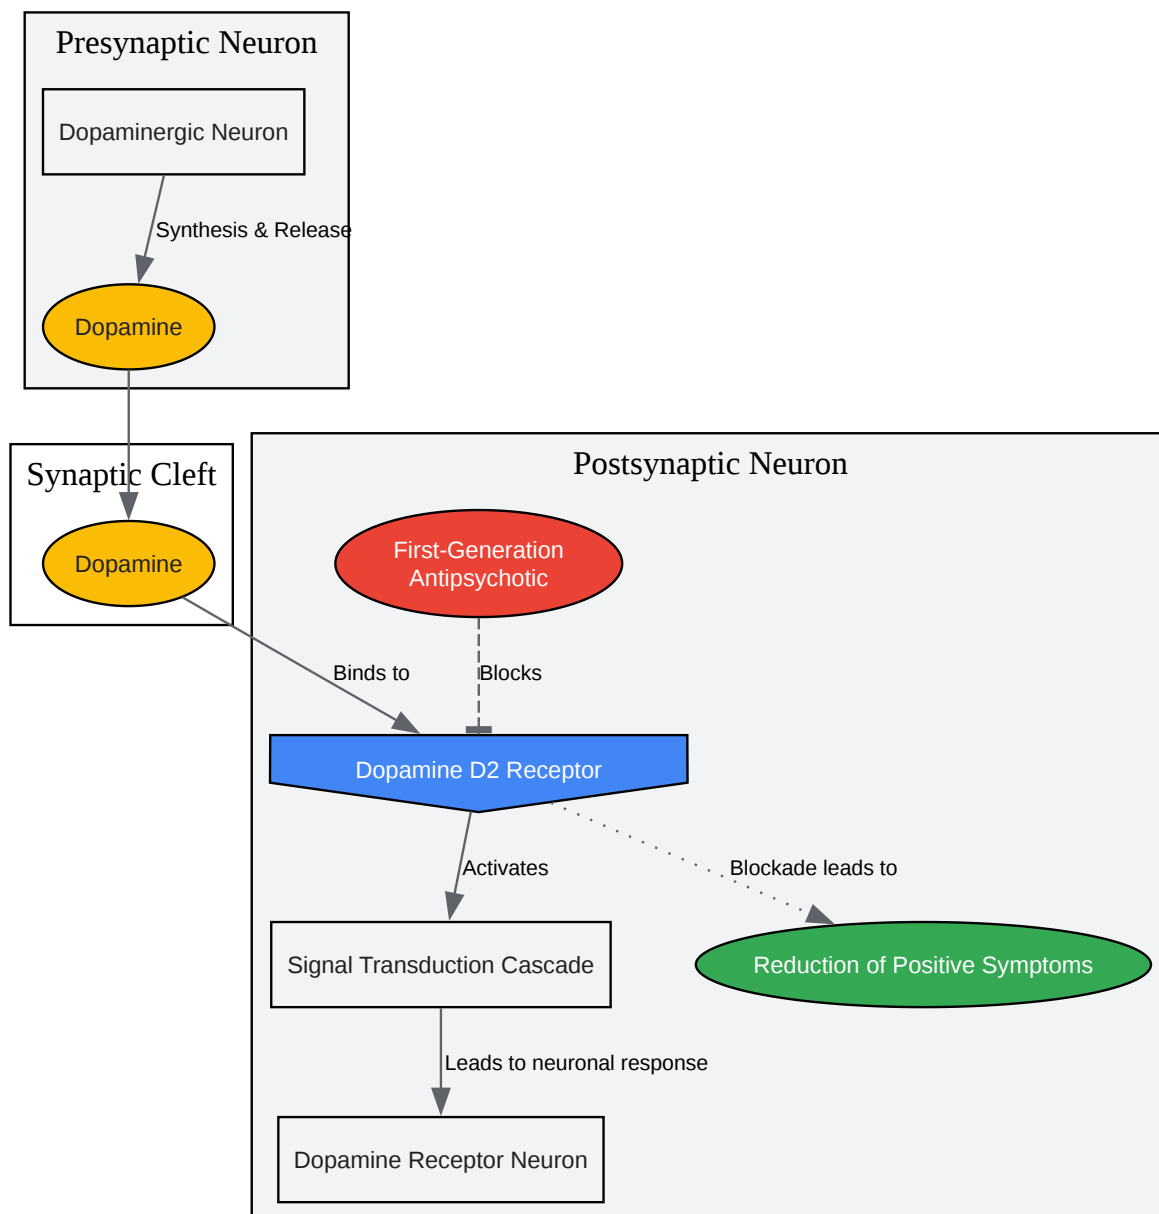 Presynaptic Neuron
Dopaminergic Neuron
Synthesis & Release
Dopamine
Synaptic Cleft
Dopamine
Postsynaptic Neuron
First-Generation
Antipsychotic
Binds to
Blocks
Dopamine D2 Receptor
Activates
Blockade leads to
Signal Transduction Cascade
Reduction of Positive Symptoms
Leads to neuronal response
Dopamine Receptor Neuron